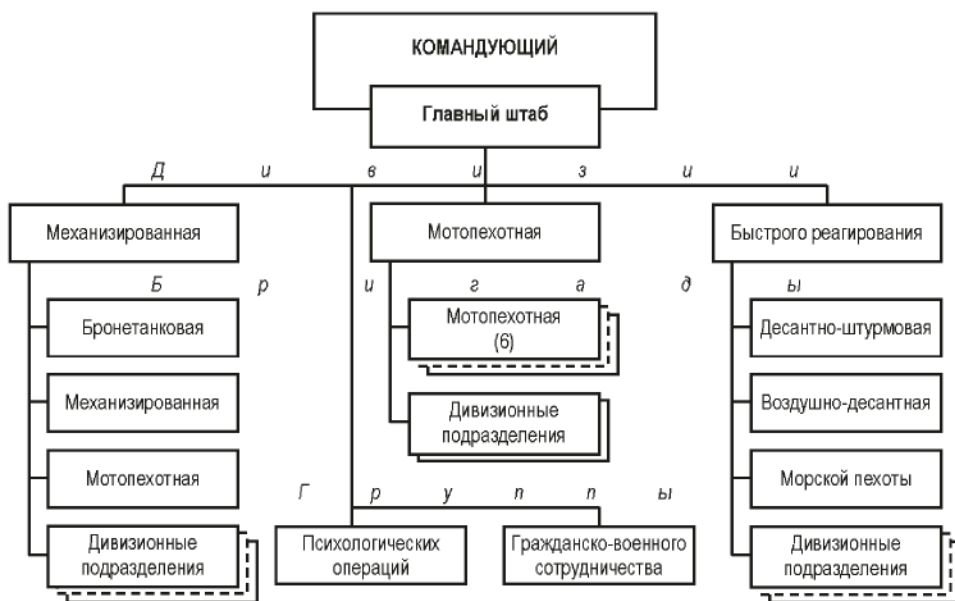 КОМАНДУЮЩИЙ
Главный штаб
Д и в и з и и
Механизированная
Мотопехотная
Быстрого реагирования
Б р и г а д ы
Бронетанковая
Мотопехотная
(6)
Десантно-штурмовая
Механизированная
Дивизионные
подразделения
Воздушно-десантная
Мотопехотная
Морской пехоты
Г р у п п ы
Дивизионные
подразделения
Психологических
операций
Гражданско-военного
сотрудничества
Дивизионные
подразделения